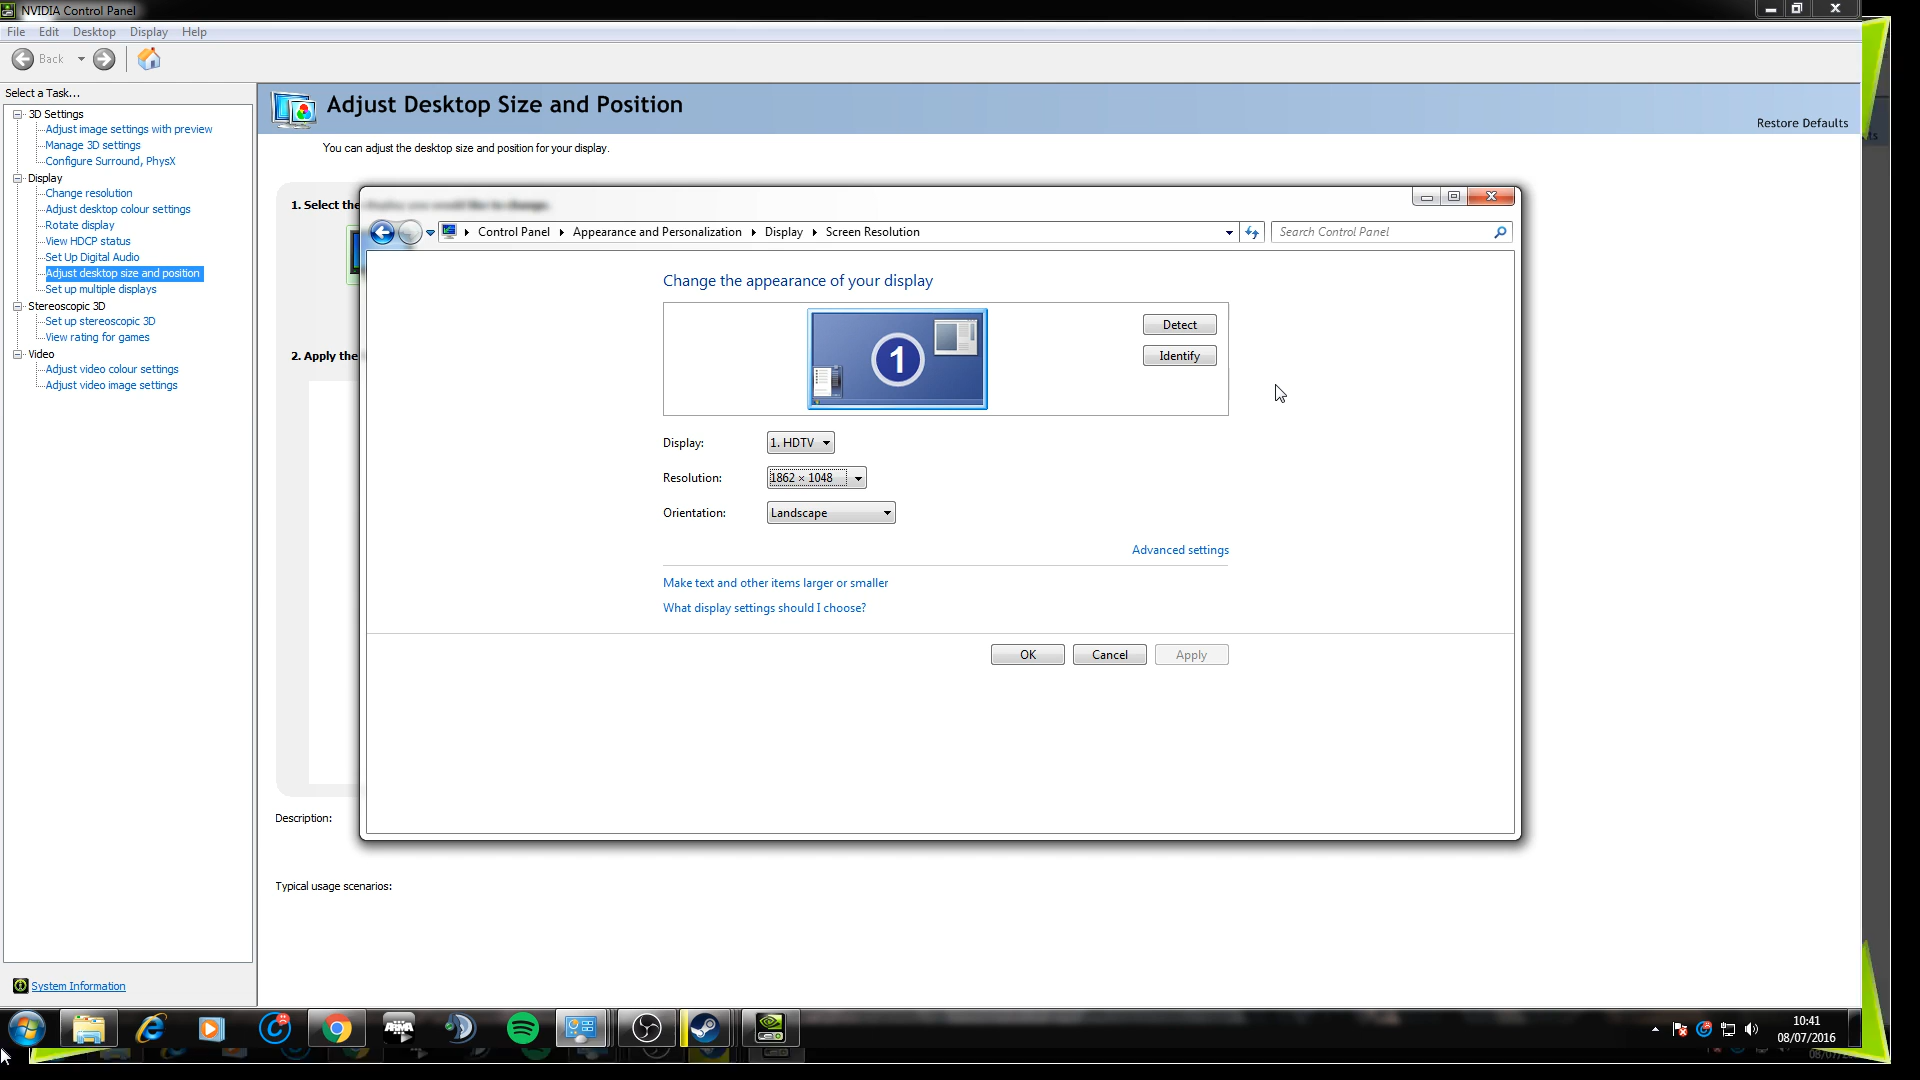 NVIDIA Control Panel
File Edit Desktop Display Help
Back
Select a Task...
3D Settings
Adjust image settings with preview
Manage 3D settings
Configure Surround, PhysX
Display
Change resolution
Adjust desktop colour settings
Rotate display
View HDCP status
Set Up Digital Audio
Adjust desktop size and position
Set up multiple displays
Stereoscopic 3D
Set up stereoscopic 3D
View rating for games
Video
Adjust video colour settings
Adjust video image settings
System Information
Adjust Desktop Size and Position
Restore Defaults
You can adjust the desktop size and position for your display.
1. Select the display you would like to change.
2. Apply the
Description:
Typical usage scenarios:
Control Panel Appearance and Personalization Display Screen Resolution
Search Control Panel
Change the appearance of your display
1
Detect
Identify
Display: 1. HDTV
Resolution: 1862 × 1048
Orientation: Landscape
Advanced settings
Make text and other items larger or smaller
What display settings should I choose?
OK Cancel Apply
ARMA
10:41
08/07/2016